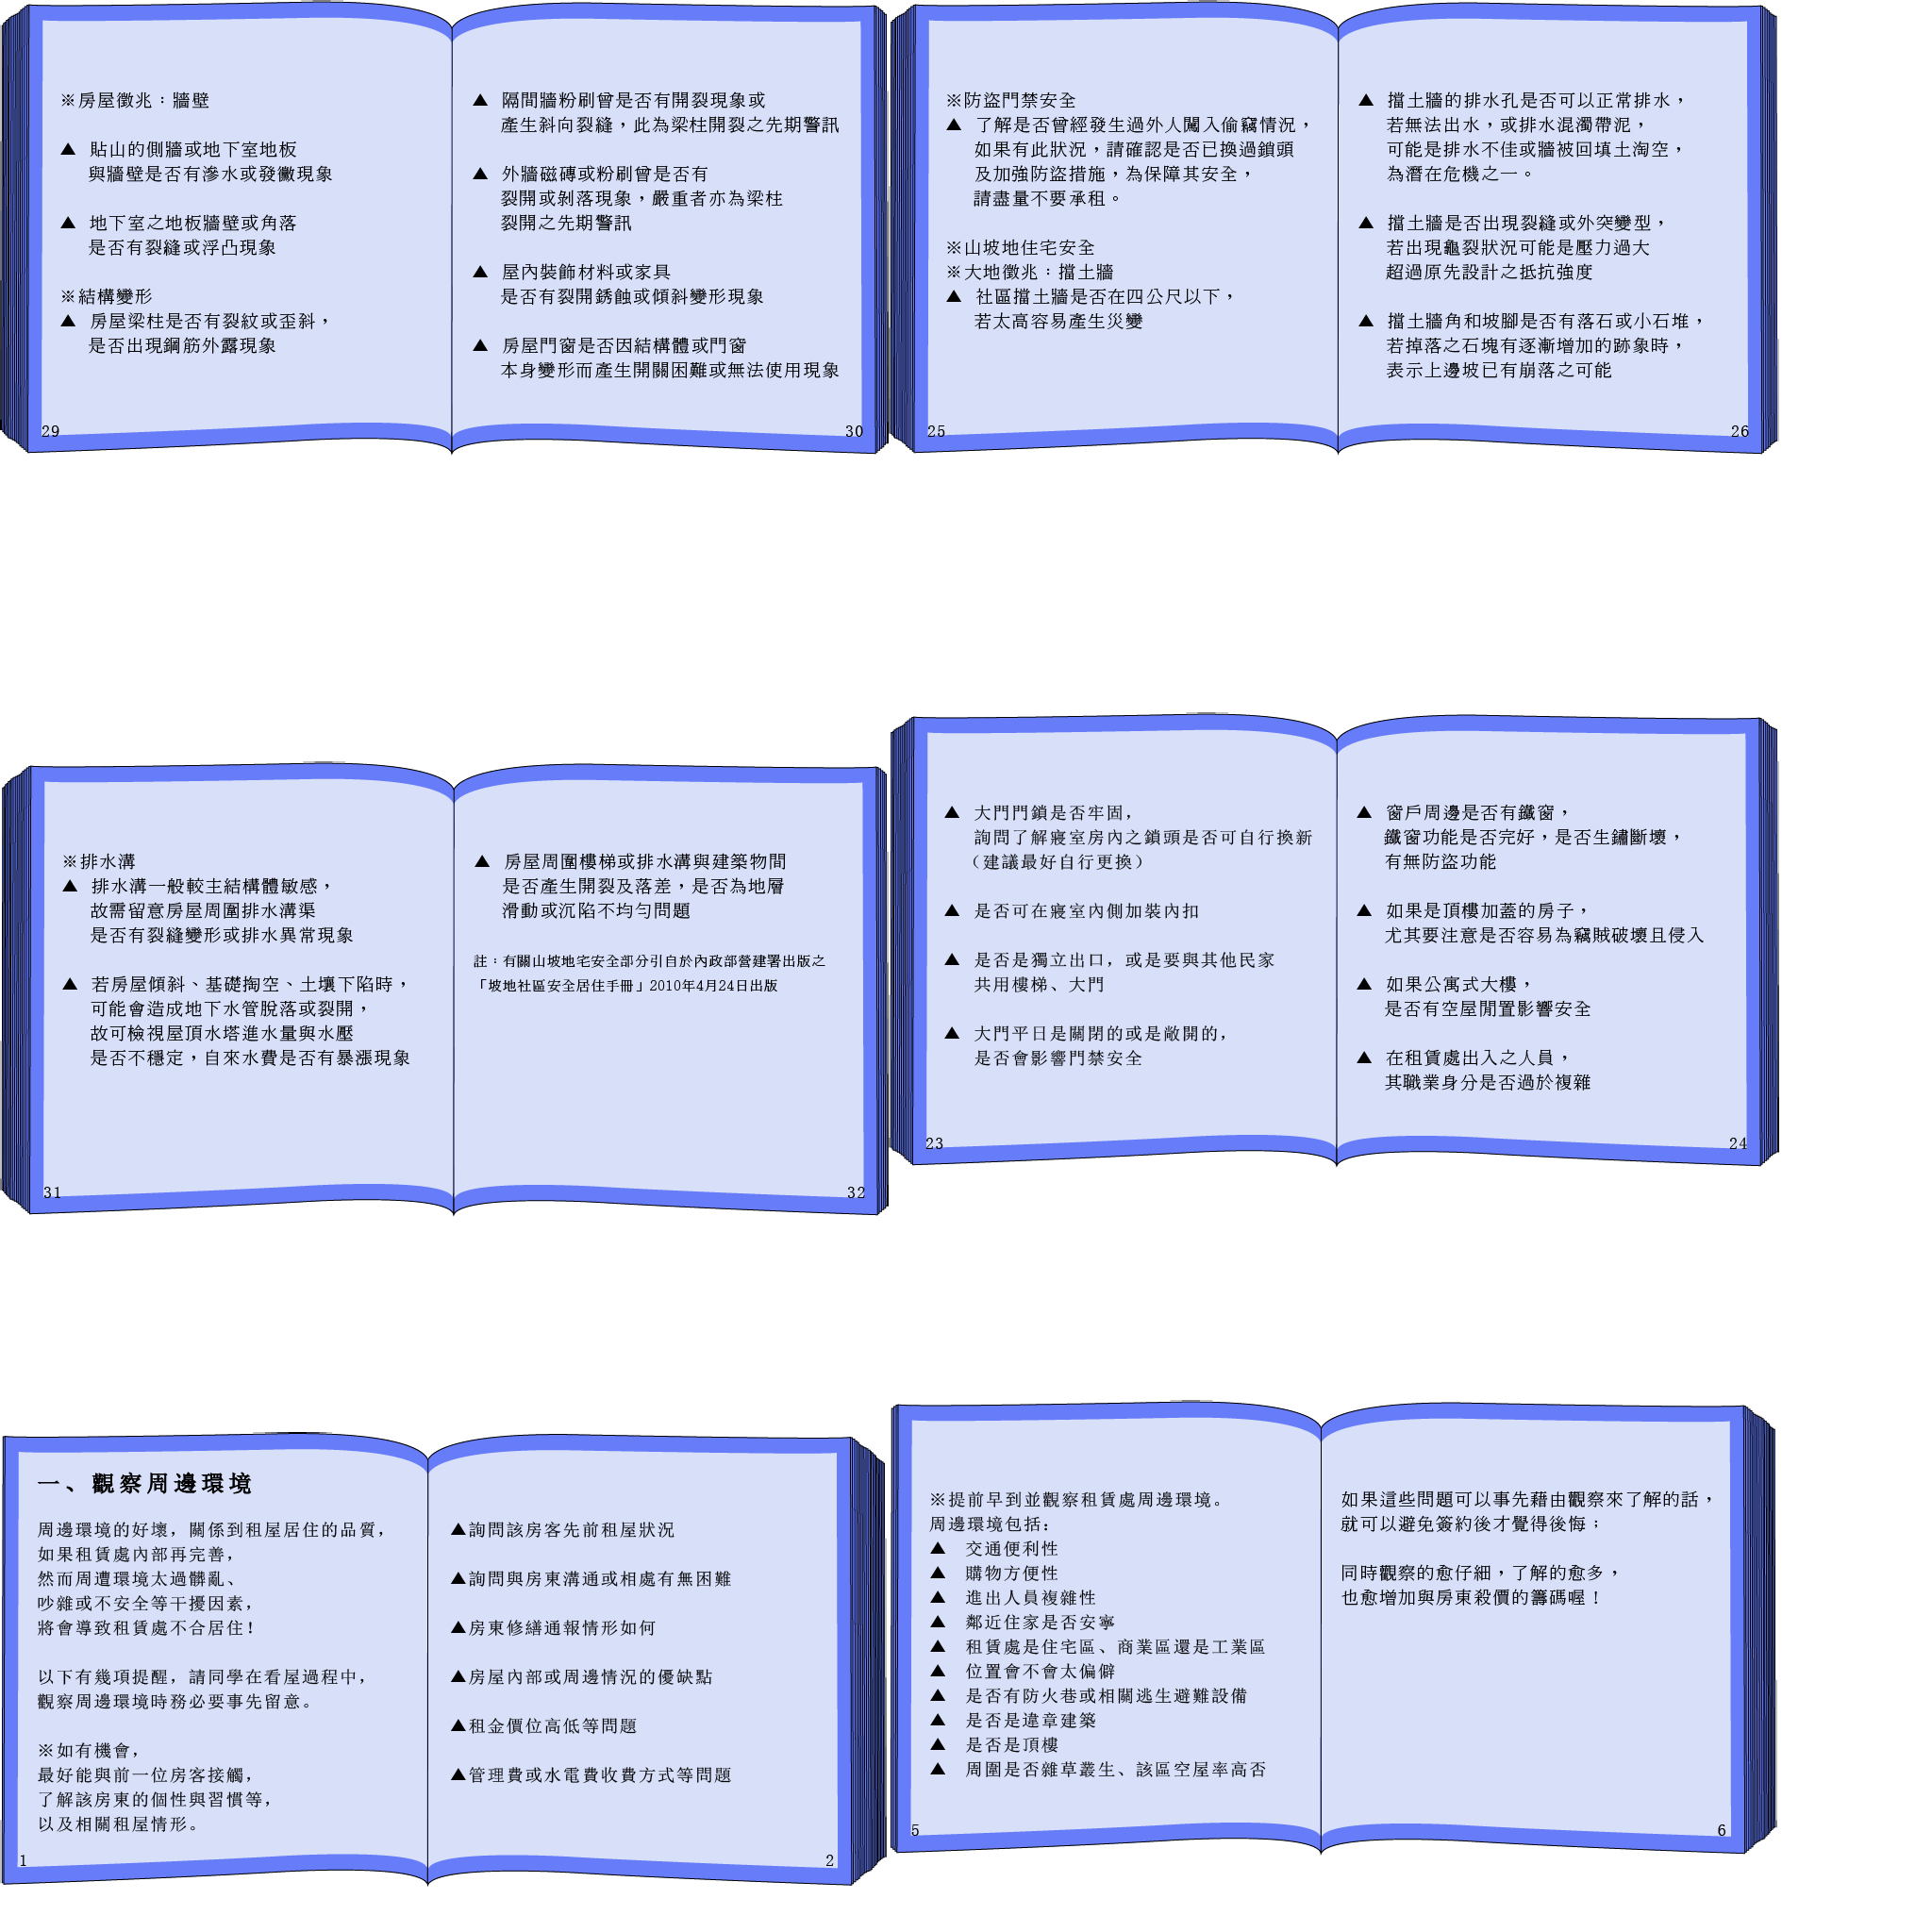 ※房屋徵兆：牆壁
▲ 貼山的側牆或地下室地板
與牆壁是否有滲水或發黴現象
▲ 地下室之地板牆壁或角落
是否有裂縫或浮凸現象
※結構變形
▲ 房屋梁柱是否有裂紋或歪斜，
是否出現鋼筋外露現象
29
▲ 隔間牆粉刷曾是否有開裂現象或
產生斜向裂縫，此為梁柱開裂之先期警訊
▲ 外牆磁磚或粉刷曾是否有
裂開或剝落現象，嚴重者亦為梁柱
裂開之先期警訊
▲ 屋內裝飾材料或家具
是否有裂開銹蝕或傾斜變形現象
▲ 房屋門窗是否因結構體或門窗
本身變形而產生開關困難或無法使用現象
30
※防盜門禁安全
▲ 了解是否曾經發生過外人闖入偷竊情況，
如果有此狀況，請確認是否已換過鎖頭
及加強防盜措施，為保障其安全，
請盡量不要承租。
※山坡地住宅安全
※大地徵兆：擋土牆
▲ 社區擋土牆是否在四公尺以下，
若太高容易產生災變
25
▲ 擋土牆的排水孔是否可以正常排水，
若無法出水，或排水混濁帶泥，
可能是排水不佳或牆被回填土淘空，
為潛在危機之一。
▲ 擋土牆是否出現裂縫或外突變型，
若出現龜裂狀況可能是壓力過大
超過原先設計之抵抗強度
▲ 擋土牆角和坡腳是否有落石或小石堆，
若掉落之石塊有逐漸增加的跡象時，
表示上邊坡已有崩落之可能
26
※排水溝
▲ 排水溝一般較主結構體敏感，
故需留意房屋周圍排水溝渠
是否有裂縫變形或排水異常現象
▲ 若房屋傾斜、基礎掏空、土壤下陷時，
可能會造成地下水管脫落或裂開，
故可檢視屋頂水塔進水量與水壓
是否不穩定，自來水費是否有暴漲現象
31
▲ 房屋周圍樓梯或排水溝與建築物間
是否產生開裂及落差，是否為地層
滑動或沉陷不均勻問題
註：有關山坡地宅安全部分引自於內政部營建署出版之
「坡地社區安全居住手冊」2010年4月24日出版
32
▲ 大門門鎖是否牢固，
詢問了解寢室房內之鎖頭是否可自行換新
（建議最好自行更換）
▲ 是否可在寢室內側加裝內扣
▲ 是否是獨立出口，或是要與其他民家
共用樓梯、大門
▲ 大門平日是關閉的或是敞開的，
是否會影響門禁安全
23
▲ 窗戶周邊是否有鐵窗，
鐵窗功能是否完好，是否生鏽斷壞，
有無防盜功能
▲ 如果是頂樓加蓋的房子，
尤其要注意是否容易為竊賊破壞且侵入
▲ 如果公寓式大樓，
是否有空屋閒置影響安全
▲ 在租賃處出入之人員，
其職業身分是否過於複雜
24
一、觀察周邊環境
周邊環境的好壞，關係到租屋居住的品質，
如果租賃處內部再完善，
然而周遭環境太過髒亂、
吵雜或不安全等干擾因素，
將會導致租賃處不合居住！
以下有幾項提醒，請同學在看屋過程中，
觀察周邊環境時務必要事先留意。
※如有機會，
最好能與前一位房客接觸，
了解該房東的個性與習慣等，
以及相關租屋情形。
1
▲詢問該房客先前租屋狀況
▲詢問與房東溝通或相處有無困難
▲房東修繕通報情形如何
▲房屋內部或周邊情況的優缺點
▲租金價位高低等問題
▲管理費或水電費收費方式等問題
2
※提前早到並觀察租賃處周邊環境。
周邊環境包括：
▲ 交通便利性
▲ 購物方便性
▲ 進出人員複雜性
▲ 鄰近住家是否安寧
▲ 租賃處是住宅區、商業區還是工業區
▲ 位置會不會太偏僻
▲ 是否有防火巷或相關逃生避難設備
▲ 是否是違章建築
▲ 是否是頂樓
▲ 周圍是否雜草叢生、該區空屋率高否
5
如果這些問題可以事先藉由觀察來了解的話，
就可以避免簽約後才覺得後悔；
同時觀察的愈仔細，了解的愈多，
也愈增加與房東殺價的籌碼喔！
6